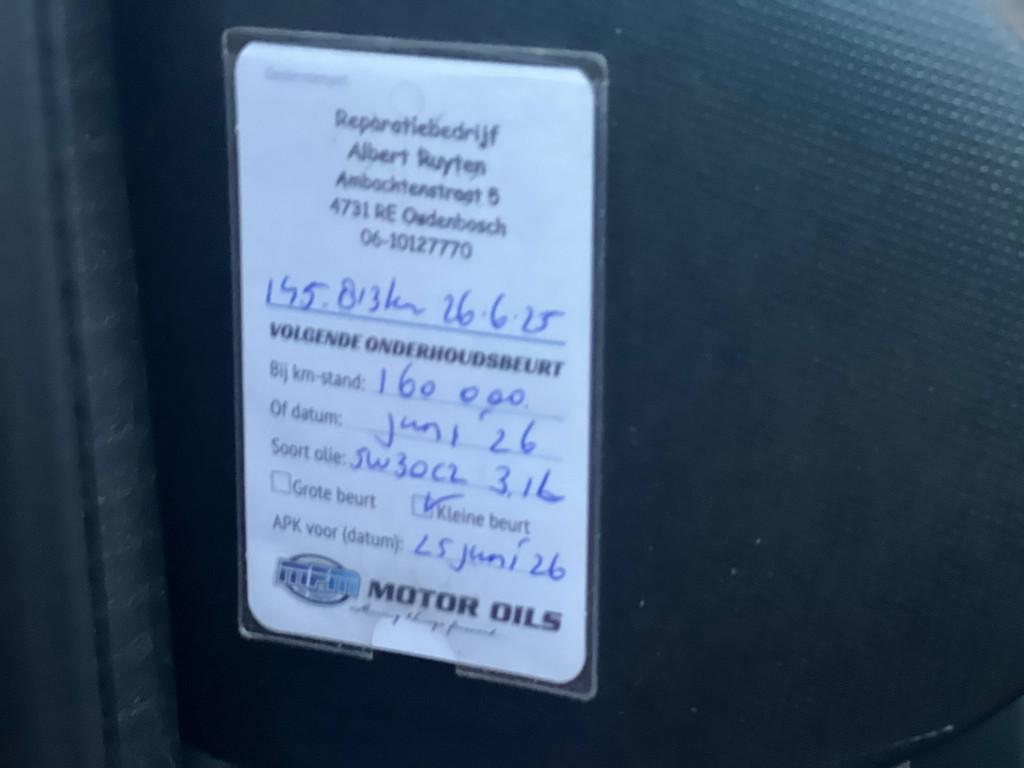 Reparatiebedrijf
Albert Ruyten
Ambachtenstraat 5
4731 RE Oudenbosch
06-10127770
145.813km 26.6.25
VOLGENDE ONDERHOUDSBEURT
Bij km-stand: 160 000
Of datum: juni '26
Soort olie: 5W30C2 3.1L
Grote beurt Kleine beurt
APK voor (datum): 25 juni 26
MPM MOTOR OILS